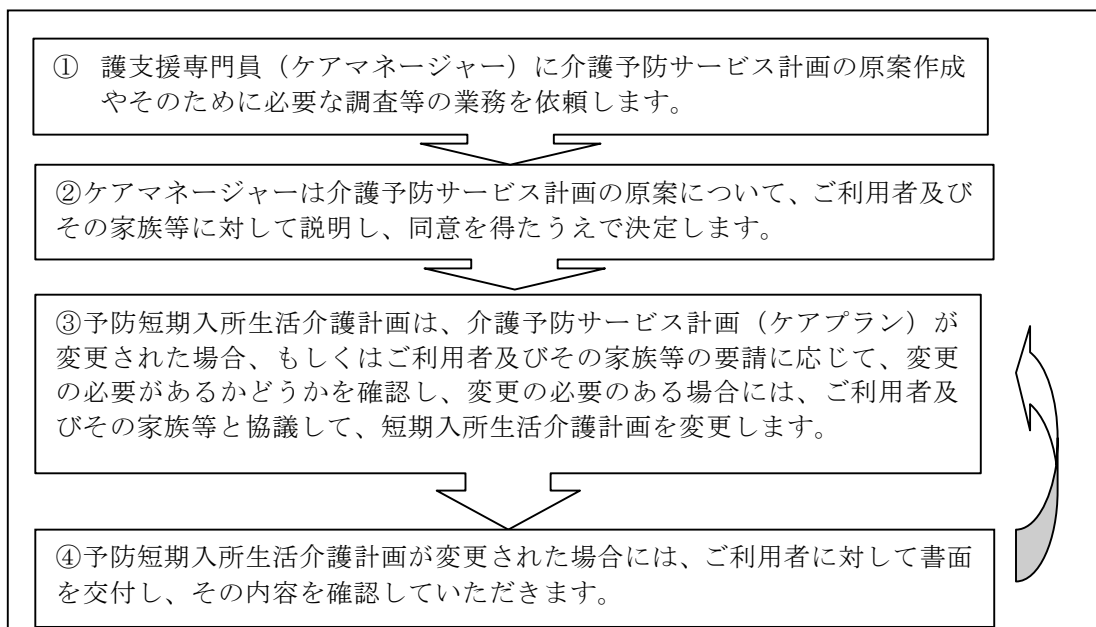 ① 護支援専門員（ケアマネージャー）に介護予防サービス計画の原案作成
やそのために必要な調査等の業務を依頼します。
②ケアマネージャーは介護予防サービス計画の原案について、ご利用者及び
その家族等に対して説明し、同意を得たうえで決定します。
③予防短期入所生活介護計画は、介護予防サービス計画（ケアプラン）が
変更された場合、もしくはご利用者及びその家族等の要請に応じて、変更
の必要があるかどうかを確認し、変更の必要のある場合には、ご利用者及
びその家族等と協議して、短期入所生活介護計画を変更します。
④予防短期入所生活介護計画が変更された場合には、ご利用者に対して書面
を交付し、その内容を確認していただきます。